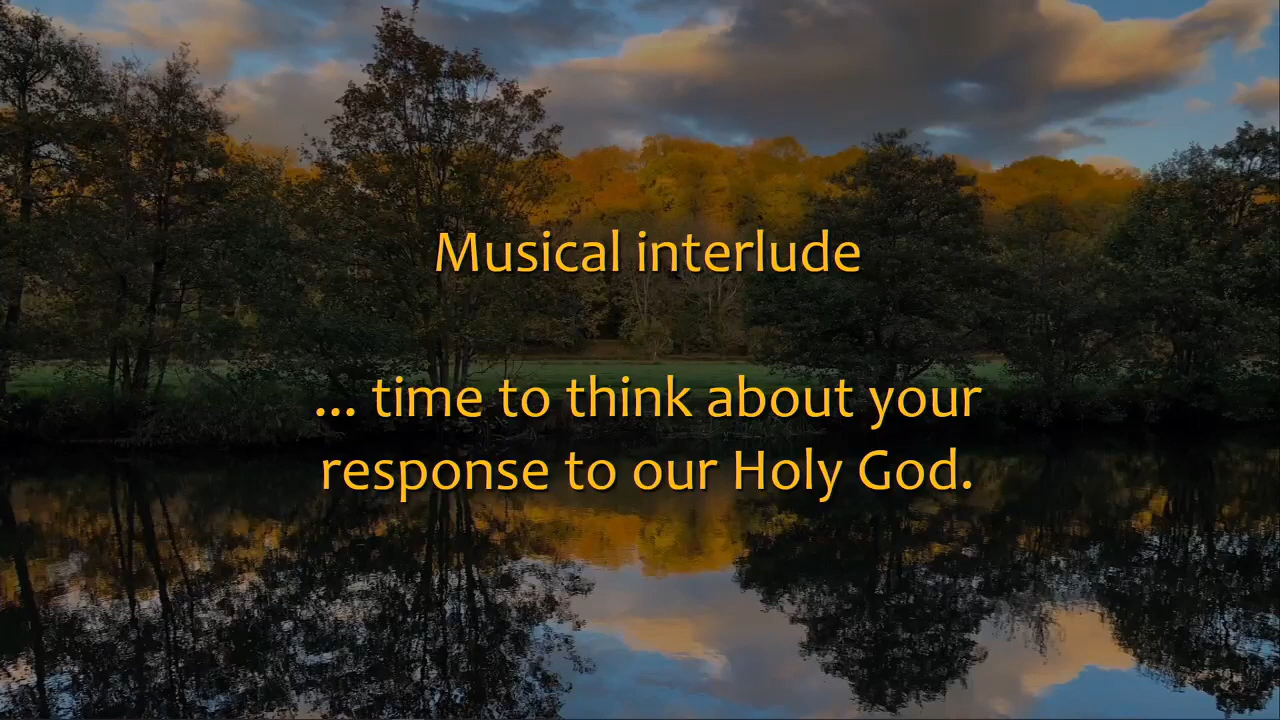 Musical interlude
... time to think about your
response to our Holy God.